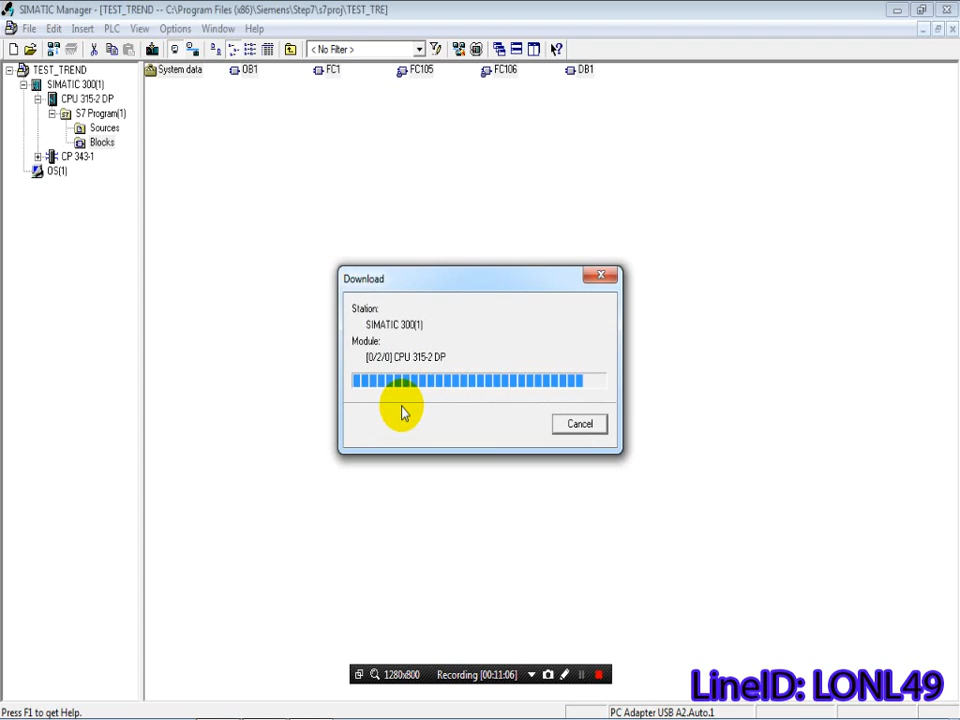 SIMATIC Manager - [TEST_TREND -- C:\Program Files (x86)\Siemens\Step7\s7proj\TEST_TRE]
File Edit Insert PLC View Options Window Help
< No Filter >
TEST_TREND
SIMATIC 300(1)
CPU 315-2 DP
S7 Program(1)
Sources
Blocks
CP 343-1
OS(1)
System data OB1 FC1 FC105 FC106 DB1
Download
Station:
SIMATIC 300(1)
Module:
[0/2/0] CPU 315-2 DP
Cancel
1280x800 Recording [00:11:06]
LineID: LONL49
Press F1 to get Help. PC Adapter USB A2.Auto.1